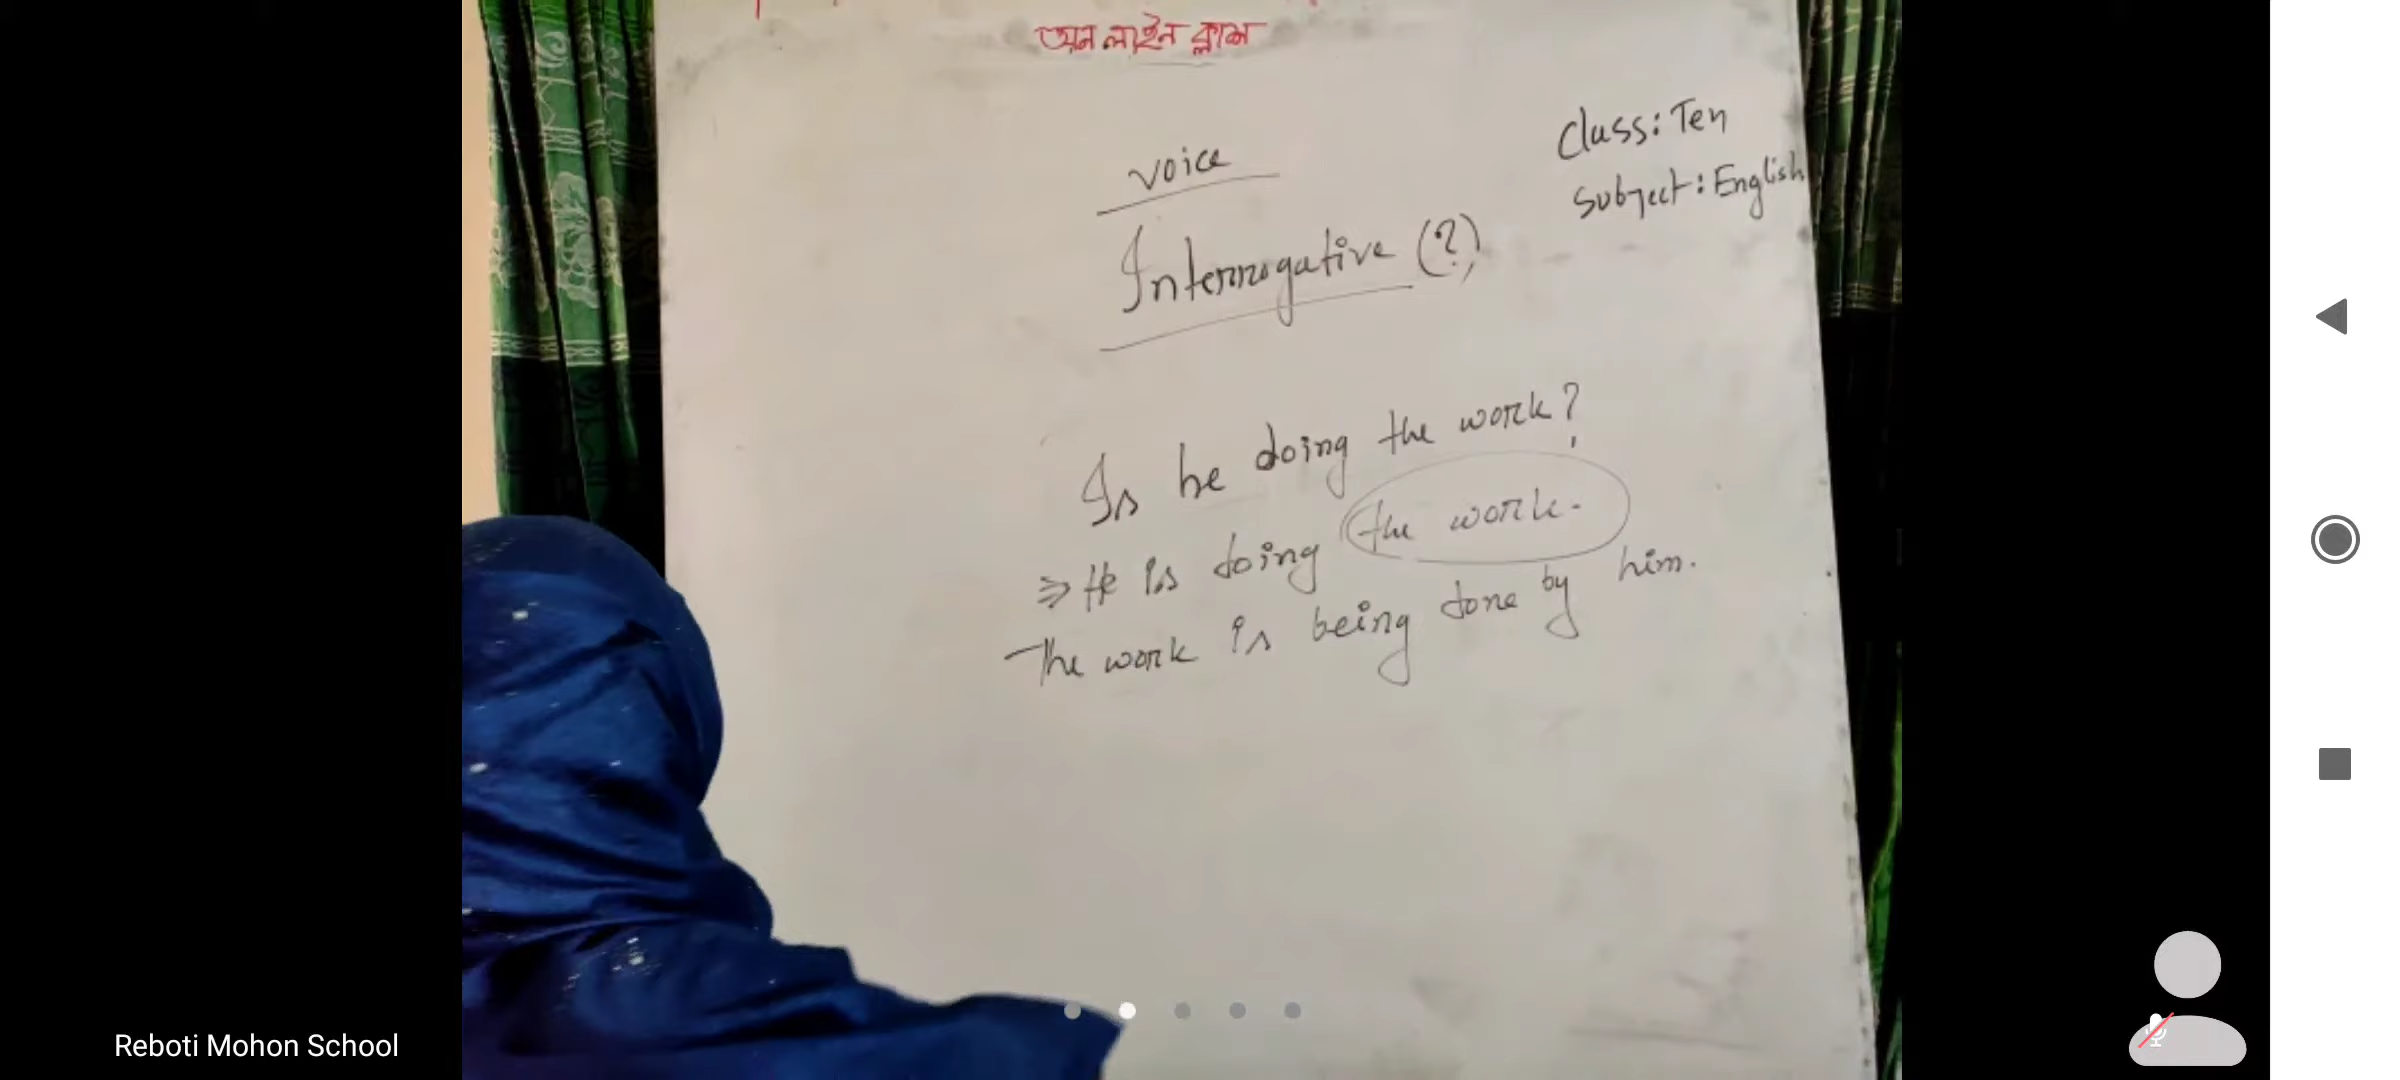 অন লাইন ক্লাস
Class: Ten
Subject: English
voice
Interrogative (?)
Is he doing the work?
⇒ He is doing the work.
The work is being done by him.
Reboti Mohon School